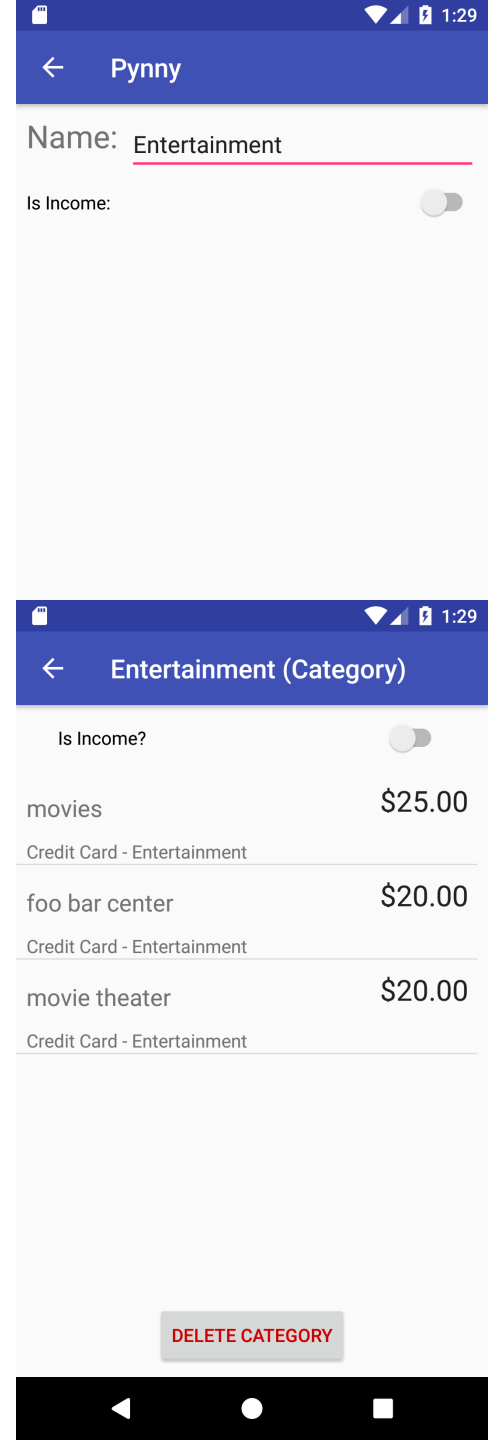 1:29
Pynny
Name: Entertainment
Is Income:
1:29
Entertainment (Category)
Is Income?
movies $25.00
Credit Card - Entertainment
foo bar center $20.00
Credit Card - Entertainment
movie theater $20.00
Credit Card - Entertainment
DELETE CATEGORY